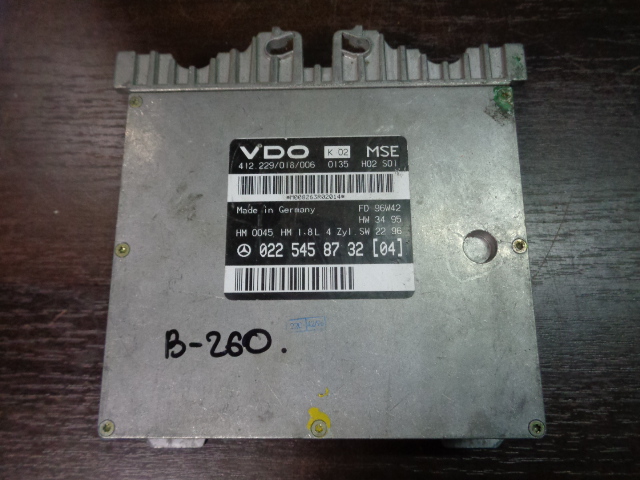 VDO K 02 MSE
412.229/018/006 0135 H02 S01
*M008263R02014*
Made in Germany FD 96W42
HW 34 95
HM 0045 HM 1.8L 4 Zyl. SW 22 96
022 545 87 32 [04]
B-260.